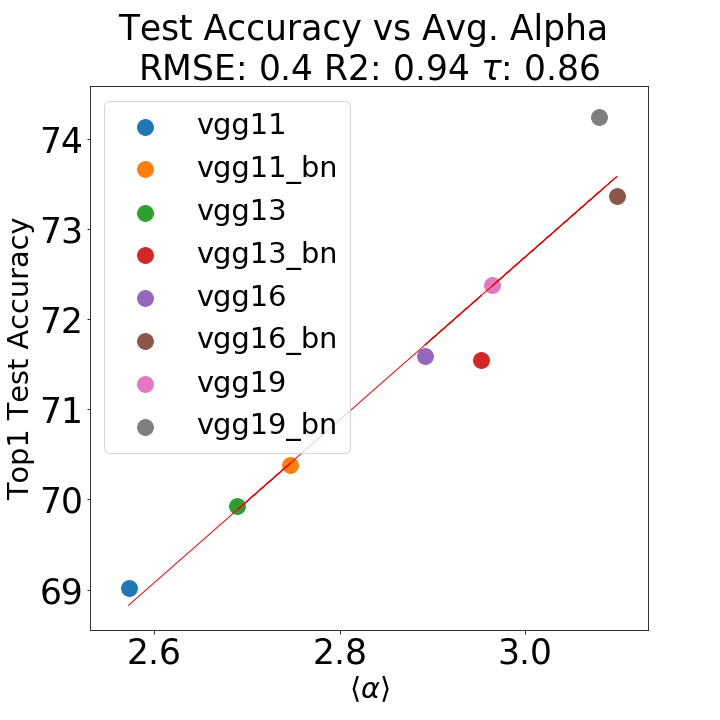 Test Accuracy vs Avg. Alpha
RMSE: 0.4 R2: 0.94 τ: 0.86
vgg11
vgg11_bn
vgg13
vgg13_bn
vgg16
vgg16_bn
vgg19
vgg19_bn
Top1 Test Accuracy
74
73
72
71
70
69
2.6 2.8 3.0
⟨α⟩